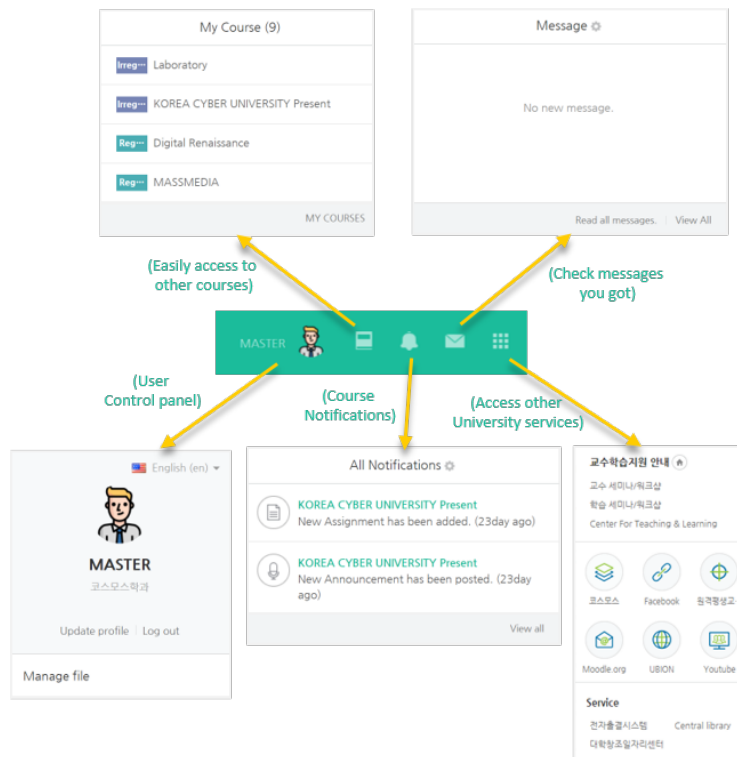 My Course (9)
Irreg··· Laboratory
Irreg··· KOREA CYBER UNIVERSITY Present
Reg··· Digital Renaissance
Reg··· MASSMEDIA
MY COURSES
Message
No new message.
Read all messages. View All
(Easily access to
other courses)
(Check messages
you got)
MASTER
(User
Control panel)
(Course
Notifications)
(Access other
University services)
English (en)
MASTER
코스모스학과
Update profile Log out
Manage file
All Notifications
KOREA CYBER UNIVERSITY Present
New Assignment has been added. (23day ago)
KOREA CYBER UNIVERSITY Present
New Announcement has been posted. (23day
ago)
View all
교수학습지원 안내
교수 세미나/워크샵
학습 세미나/워크샵
Center For Teaching & Learning
코스모스 Facebook 원격평생교
Moodle.org UBION Youtube
Service
전자출결시스템 Central library
대학창조일자리센터